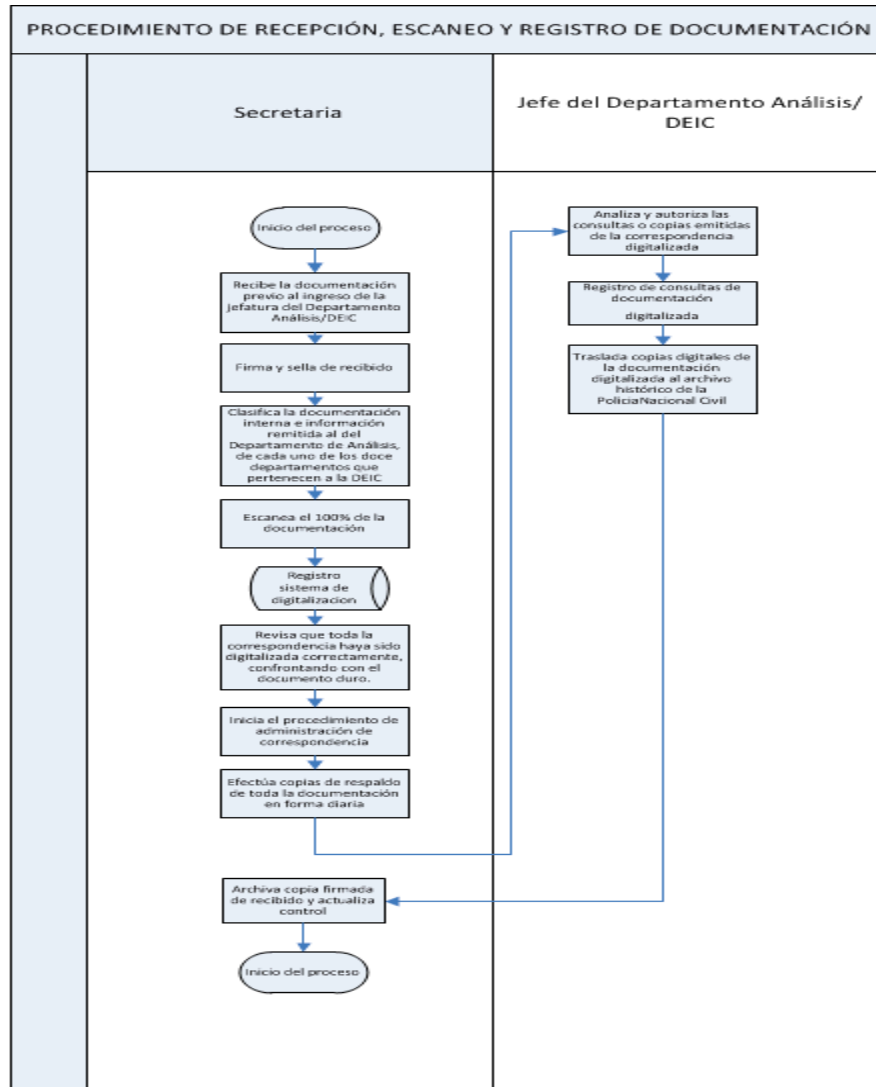 PROCEDIMIENTO DE RECEPCIÓN, ESCANEO Y REGISTRO DE DOCUMENTACIÓN
Secretaria
Jefe del Departamento Análisis/
DEIC
Inicio del proceso
Recibe la documentación
previo al ingreso de la
jefatura del Departamento
Análisis/DEIC
Firma y sella de recibido
Clasifica la documentación
interna e información
remitida al del
Departamento de Análisis,
de cada uno de los doce
departamentos que
pertenecen a la DEIC
Escanea el 100% de la
documentación
Registro
sistema de
digitalizacion
Revisa que toda la
correspondencia haya sido
digitalizada correctamente,
confrontando con el
documento duro.
Inicia el procedimiento de
administración de
correspondencia
Efectúa copias de respaldo
de toda la documentación
en forma diaria
Analiza y autoriza las
consultas o copias emitidas
de la correspondencia
digitalizada
Registro de consultas de
documentación
digitalizada
Traslada copias digitales de
la documentación
digitalizada al archivo
histórico de la
PoliciaNacional Civil
Archiva copia firmada
de recibido y actualiza
control
Inicio del proceso